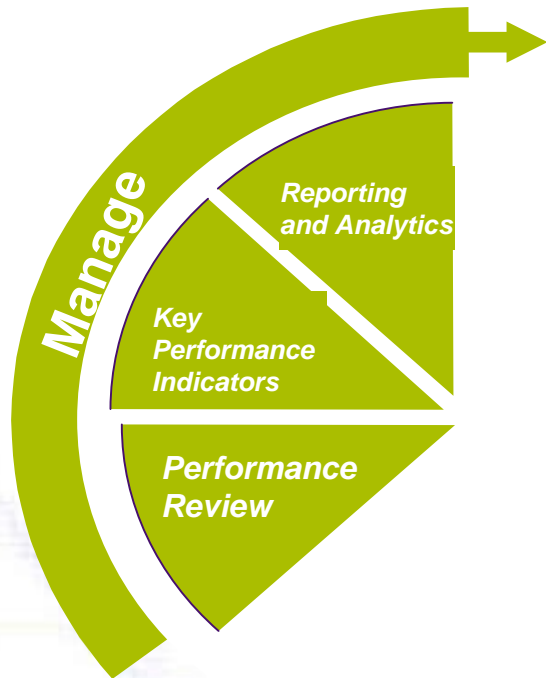 Manage
Reporting
and Analytics
Key
Performance
Indicators
Performance
Review